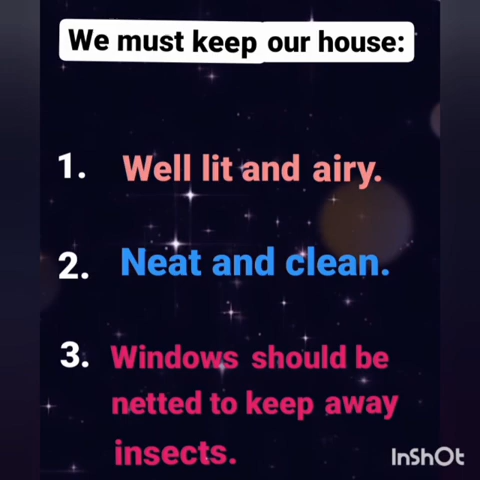 We must keep our house:
1. Well lit and airy.
2. Neat and clean.
3. Windows should be
netted to keep away
insects.
InShOt